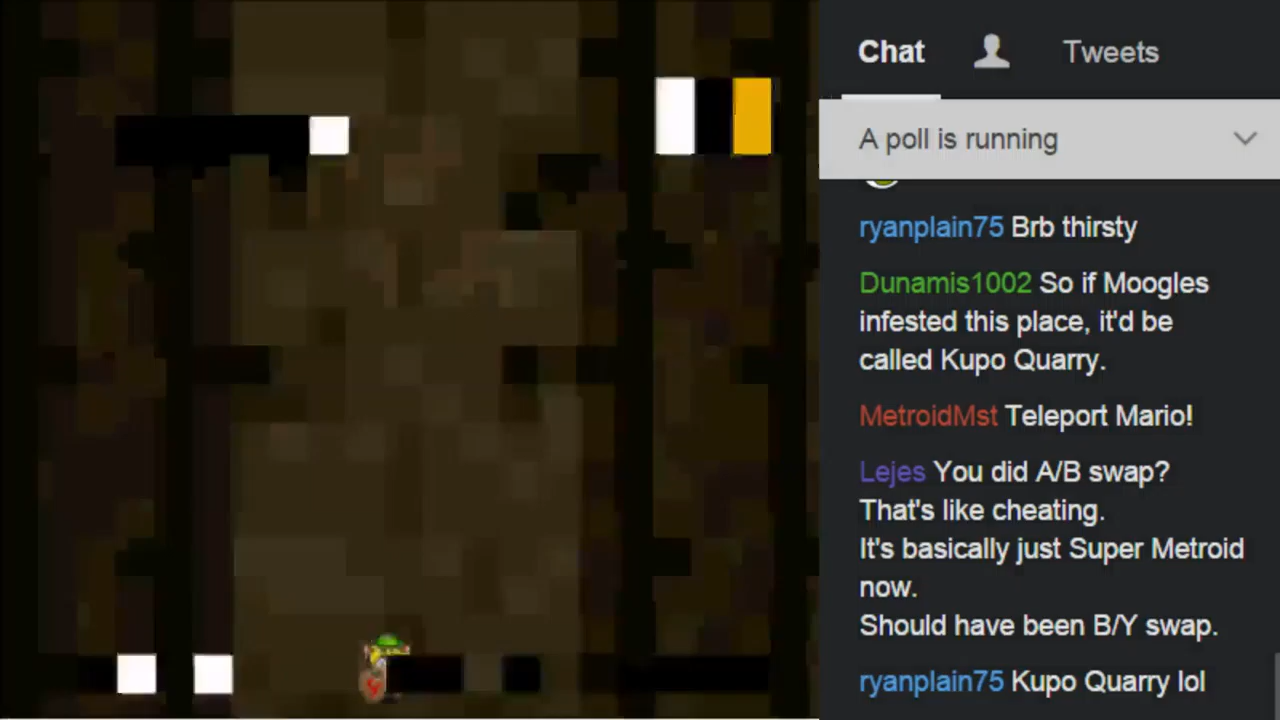 Chat
Tweets
A poll is running
ryanplain75 Brb thirsty
Dunamis1002 So if Moogles
infested this place, it'd be
called Kupo Quarry.
MetroidMst Teleport Mario!
Lejes You did A/B swap?
That's like cheating.
It's basically just Super Metroid
now.
Should have been B/Y swap.
ryanplain75 Kupo Quarry lol